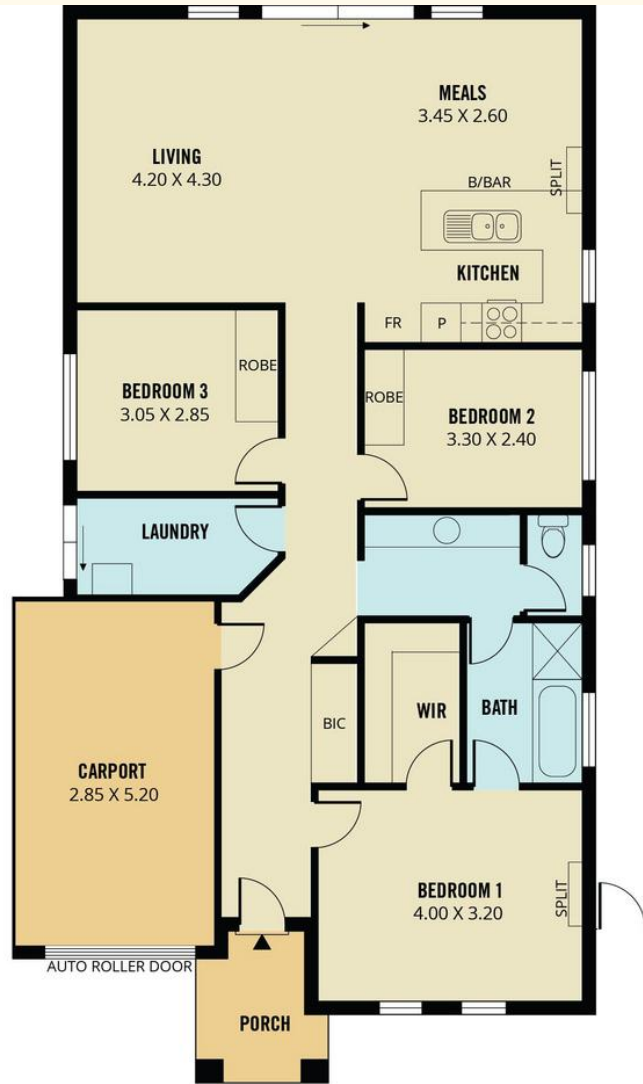 MEALS
3.45 X 2.60
LIVING
4.20 X 4.30
SPLIT
B/BAR
KITCHEN
FR
P
ROBE
BEDROOM 3
3.05 X 2.85
ROBE
BEDROOM 2
3.30 X 2.40
LAUNDRY
WIR
BATH
BIC
CARPORT
2.85 X 5.20
BEDROOM 1
4.00 X 3.20
SPLIT
AUTO ROLLER DOOR
PORCH